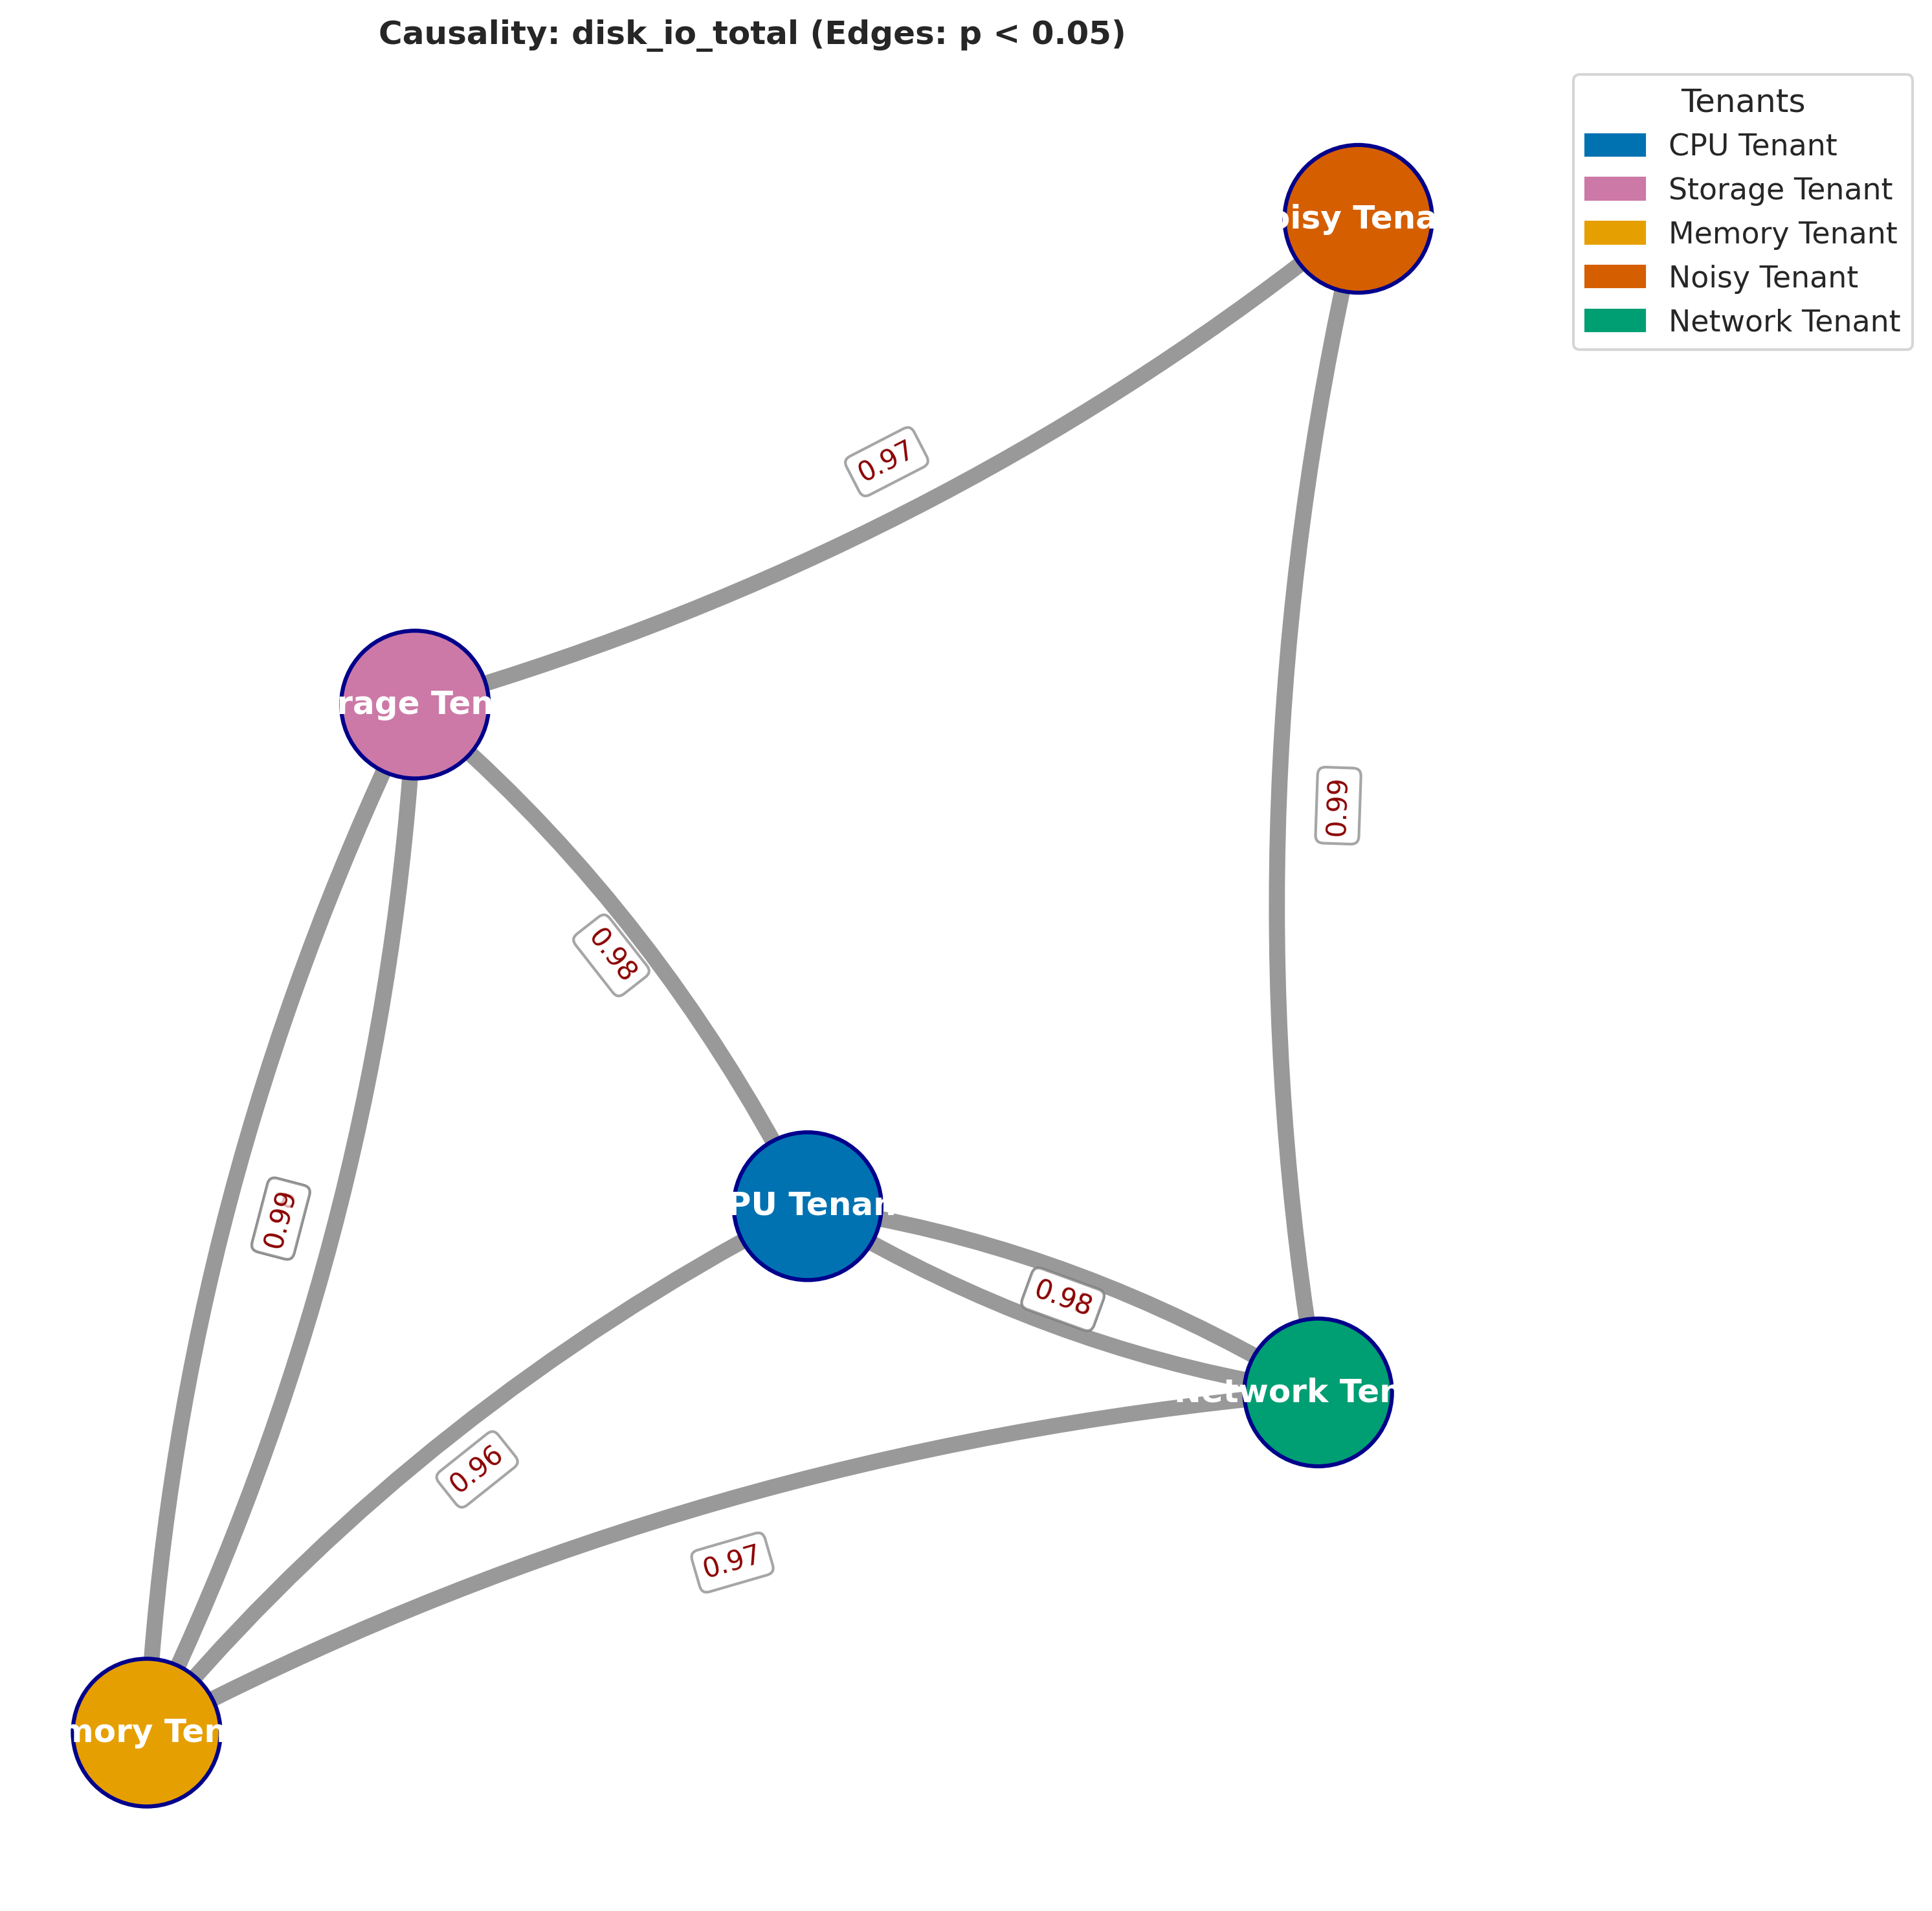 Causality: disk_io_total (Edges: p < 0.05)
Tenants
CPU Tenant
Storage Tenant
Memory Tenant
Noisy Tenant
Network Tenant
oisy Tena
0.97
rage Ten
0.99
0.98
0.99
PU Tenan
0.98
Network Ten
0.96
0.97
mory Ten